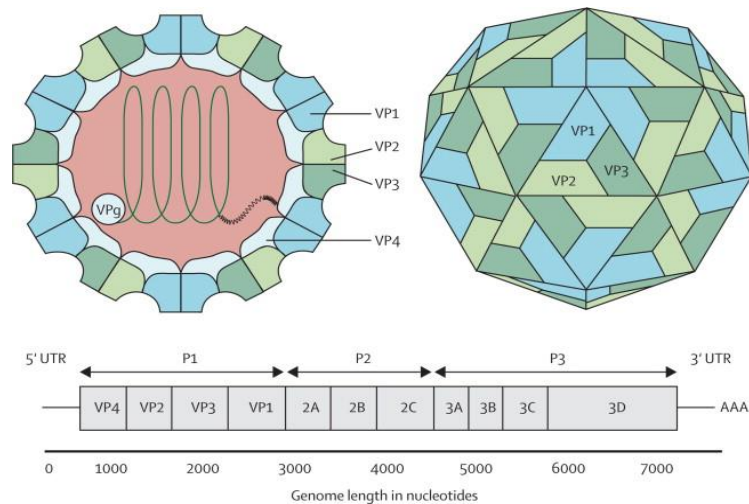 VP1
VP2
VP3
VPg
VP4
VP1
VP2
VP3
5' UTR P1 P2 P3 3' UTR
VP4 VP2 VP3 VP1 2A 2B 2C 3A 3B 3C 3D AAA
0 1000 2000 3000 4000 5000 6000 7000
Genome length in nucleotides